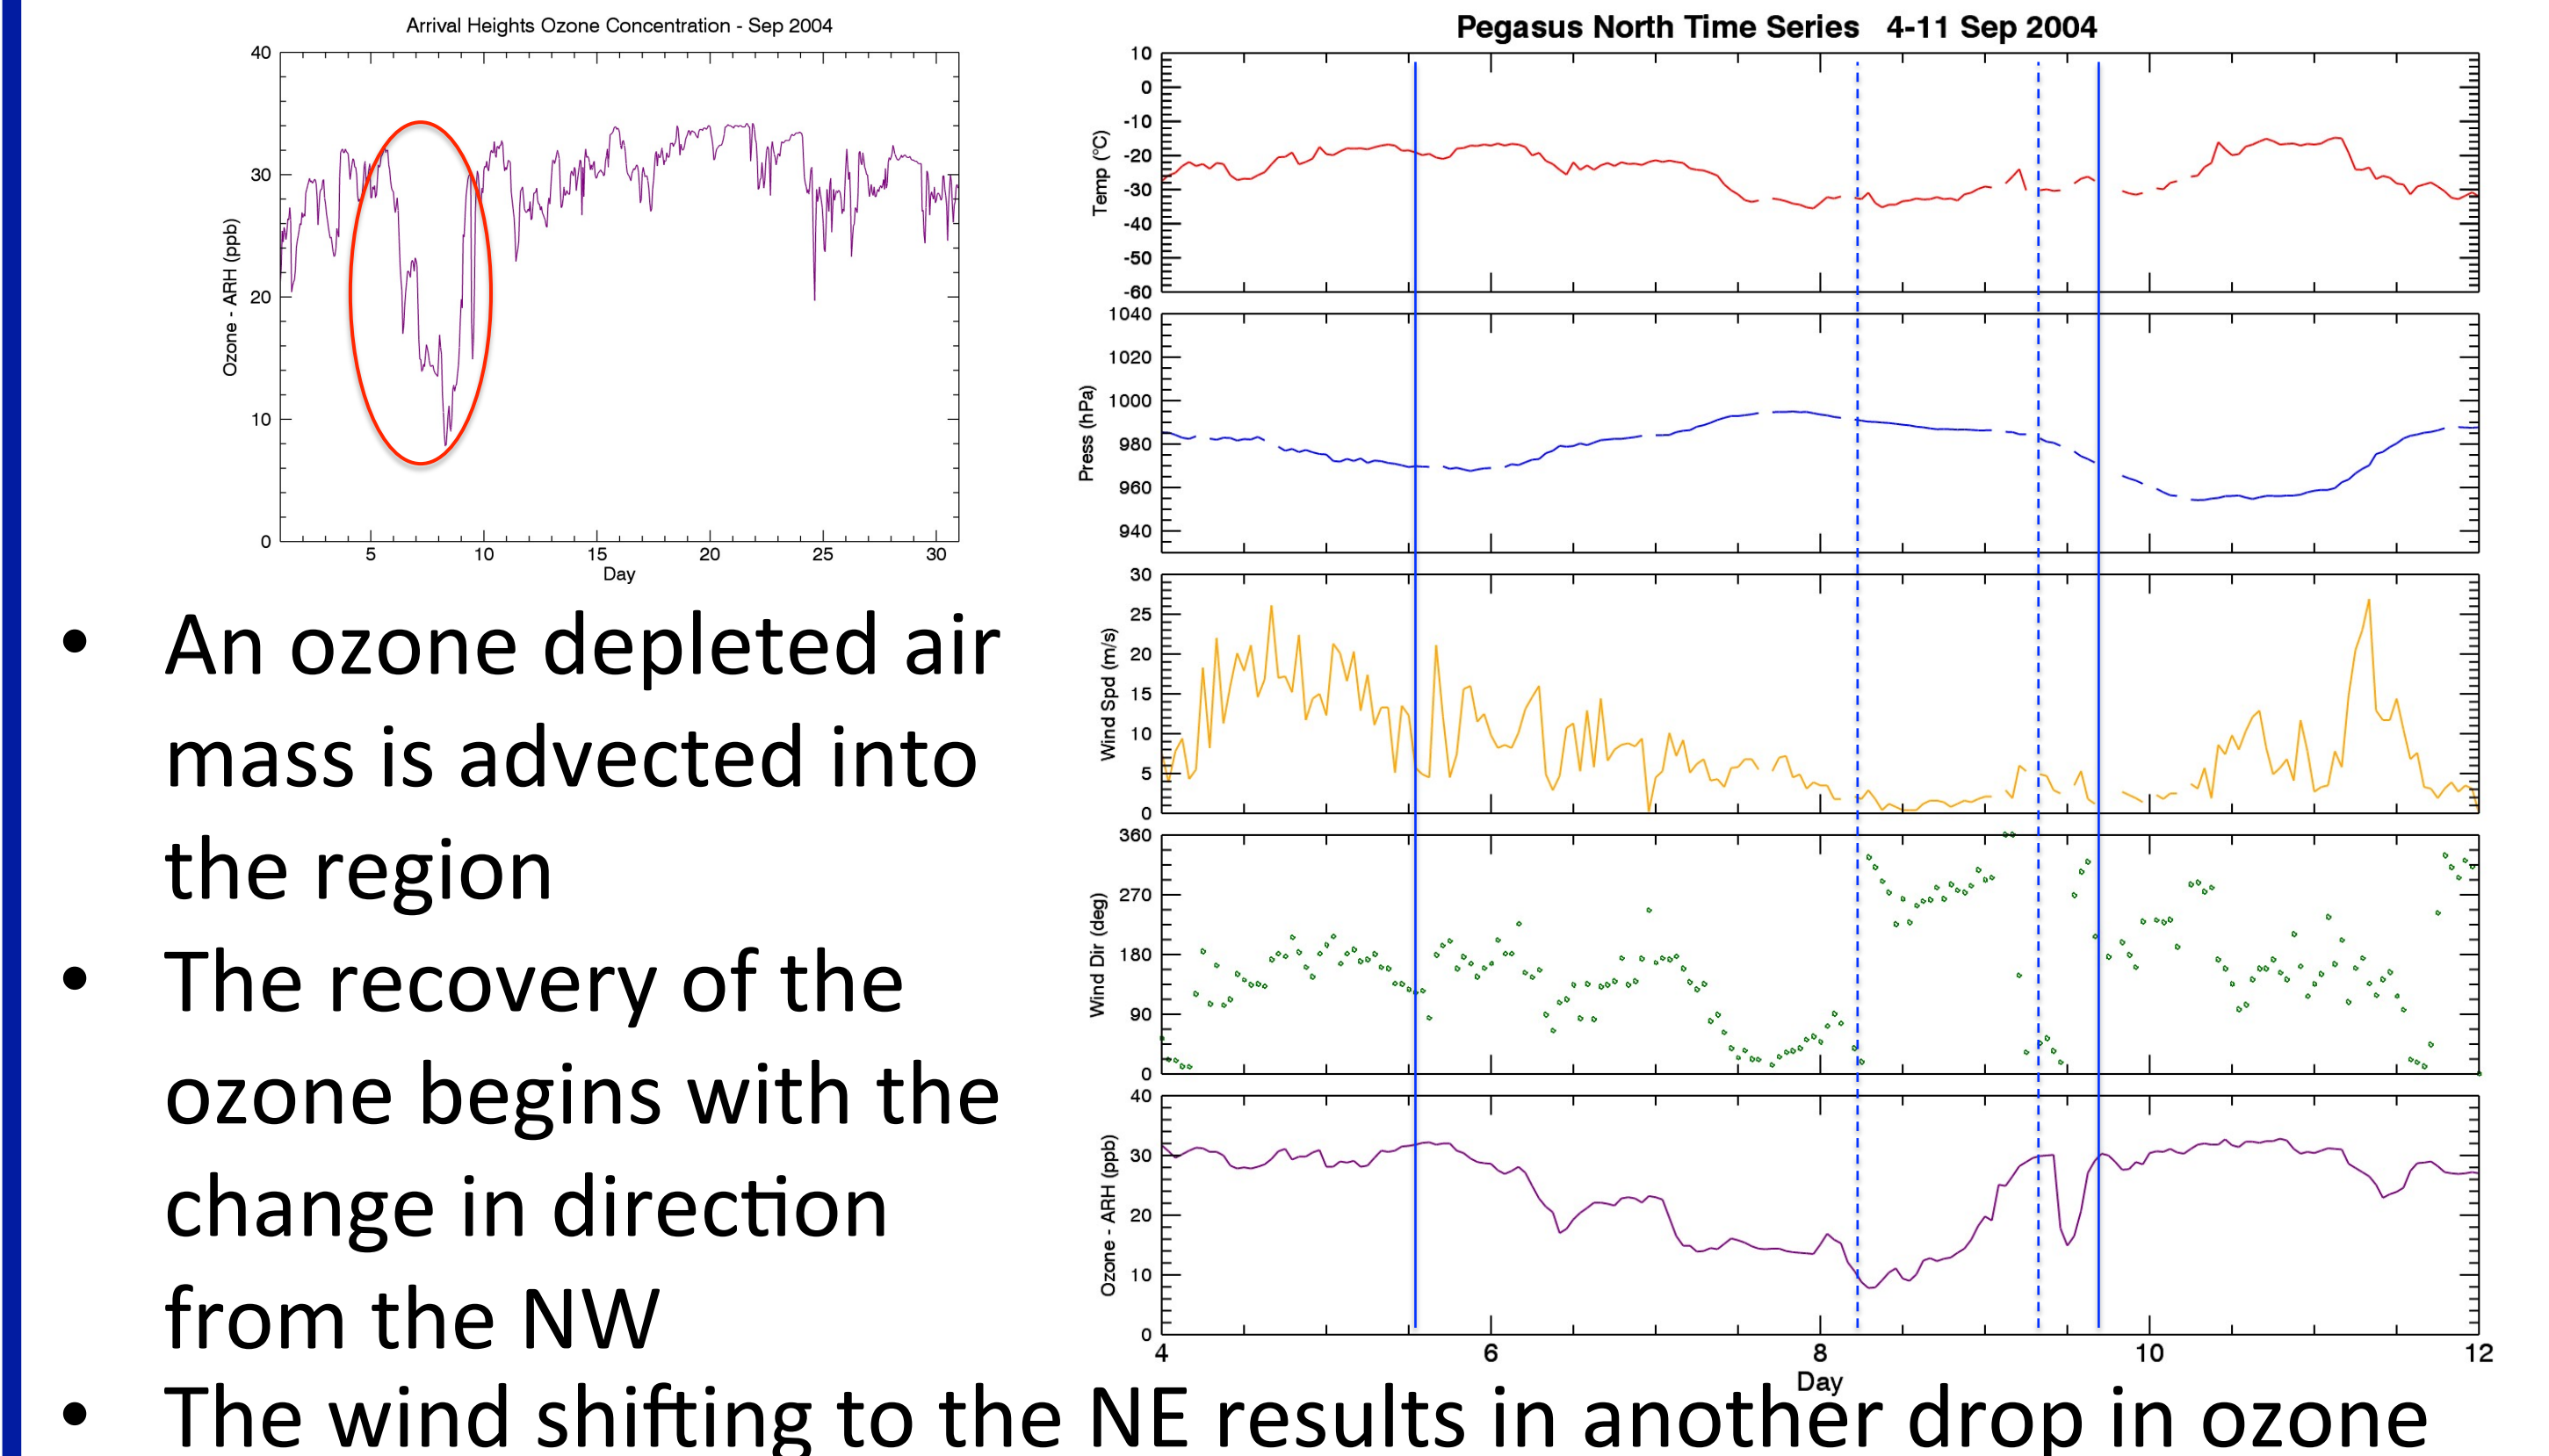 Arrival Heights Ozone Concentration - Sep 2004
40
30
20
10
0
Ozone - ARH (ppb)
5 10 15 20 25 30
Day
Pegasus North Time Series 4-11 Sep 2004
10
0
-10
-20
-30
-40
-50
-60
Temp (°C)
1040
1020
1000
980
960
940
Press (hPa)
30
25
20
15
10
5
0
Wind Spd (m/s)
360
270
180
90
0
Wind Dir (deg)
40
30
20
10
0
Ozone - ARH (ppb)
4 6 8 10 12
Day
• An ozone depleted air
mass is advected into
the region
• The recovery of the
ozone begins with the
change in direction
from the NW
• The wind shifting to the NE results in another drop in ozone